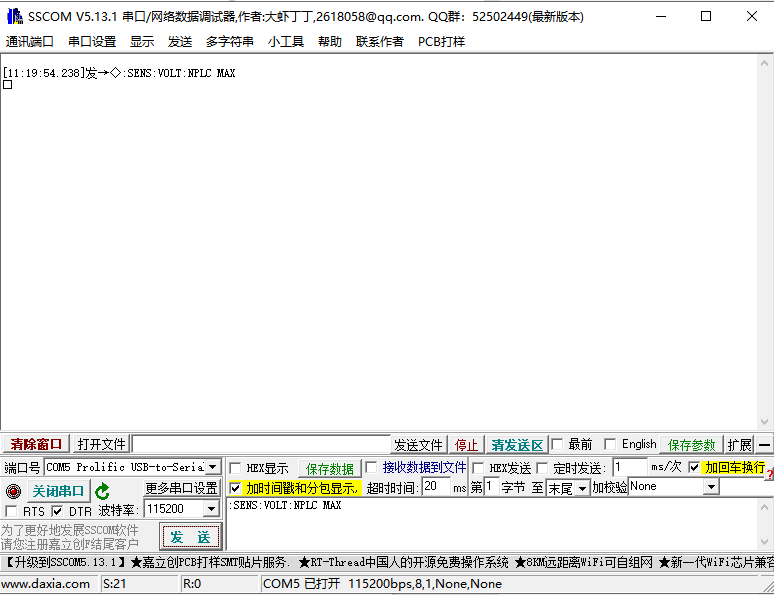 SSCOM V5.13.1 串口/网络数据调试器,作者:大虾丁丁,2618058@qq.com. QQ群: 52502449(最新版本)
通讯端口 串口设置 显示 发送 多字符串 小工具 帮助 联系作者 PCB打样
[11:19:54.238]发→◇:SENS:VOLT:NPLC MAX
□
清除窗口 打开文件 发送文件 停止 清发送区 最前 English 保存参数 扩展 —
端口号 COM5 Prolific USB-to-Seria HEX显示 保存数据 接收数据到文件 HEX发送 定时发送: 1 ms/次 加回车换行
关闭串口 更多串口设置 加时间戳和分包显示, 超时时间: 20 ms 第 1 字节 至 末尾 加校验 None
RTS DTR 波特率: 115200 :SENS:VOLT:NPLC MAX
为了更好地发展SSCOM软件
请您注册嘉立创F结尾客户
发 送
【升级到SSCOM5.13.1】★嘉立创PCB打样SMT贴片服务. ★RT-Thread中国人的开源免费操作系统 ★8KM远距离WiFi可自组网 ★新一代WiFi芯片兼容
www.daxia.com S:21 R:0 COM5 已打开 115200bps,8,1,None,None